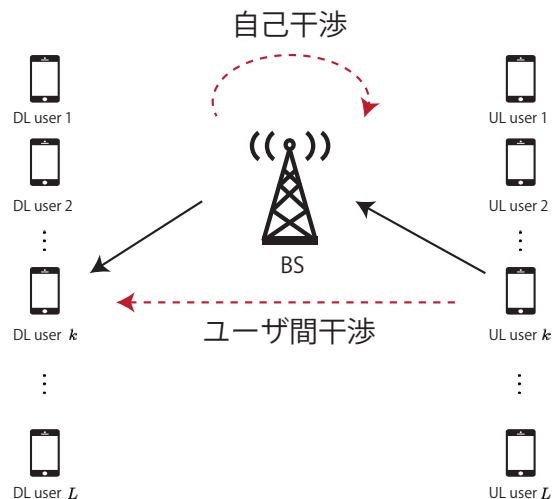 自己干渉
DL user 1
UL user 1
DL user 2
UL user 2
BS
DL user k
UL user k
ユーザ間干渉
DL user L
UL user L